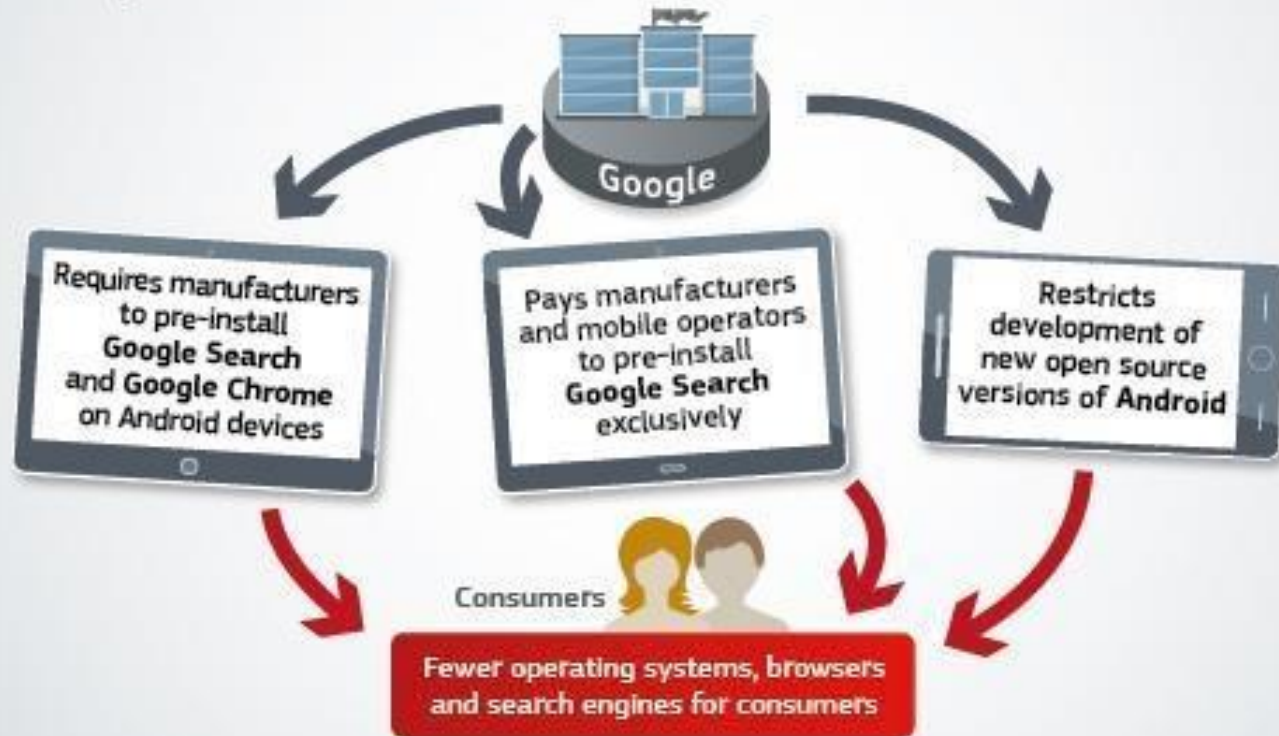 Google
Requires manufacturers
to pre-install
Google Search
and Google Chrome
on Android devices
Pays manufacturers
and mobile operators
to pre-install
Google Search
exclusively
Restricts
development of
new open source
versions of Android
Consumers
Fewer operating systems, browsers
and search engines for consumers